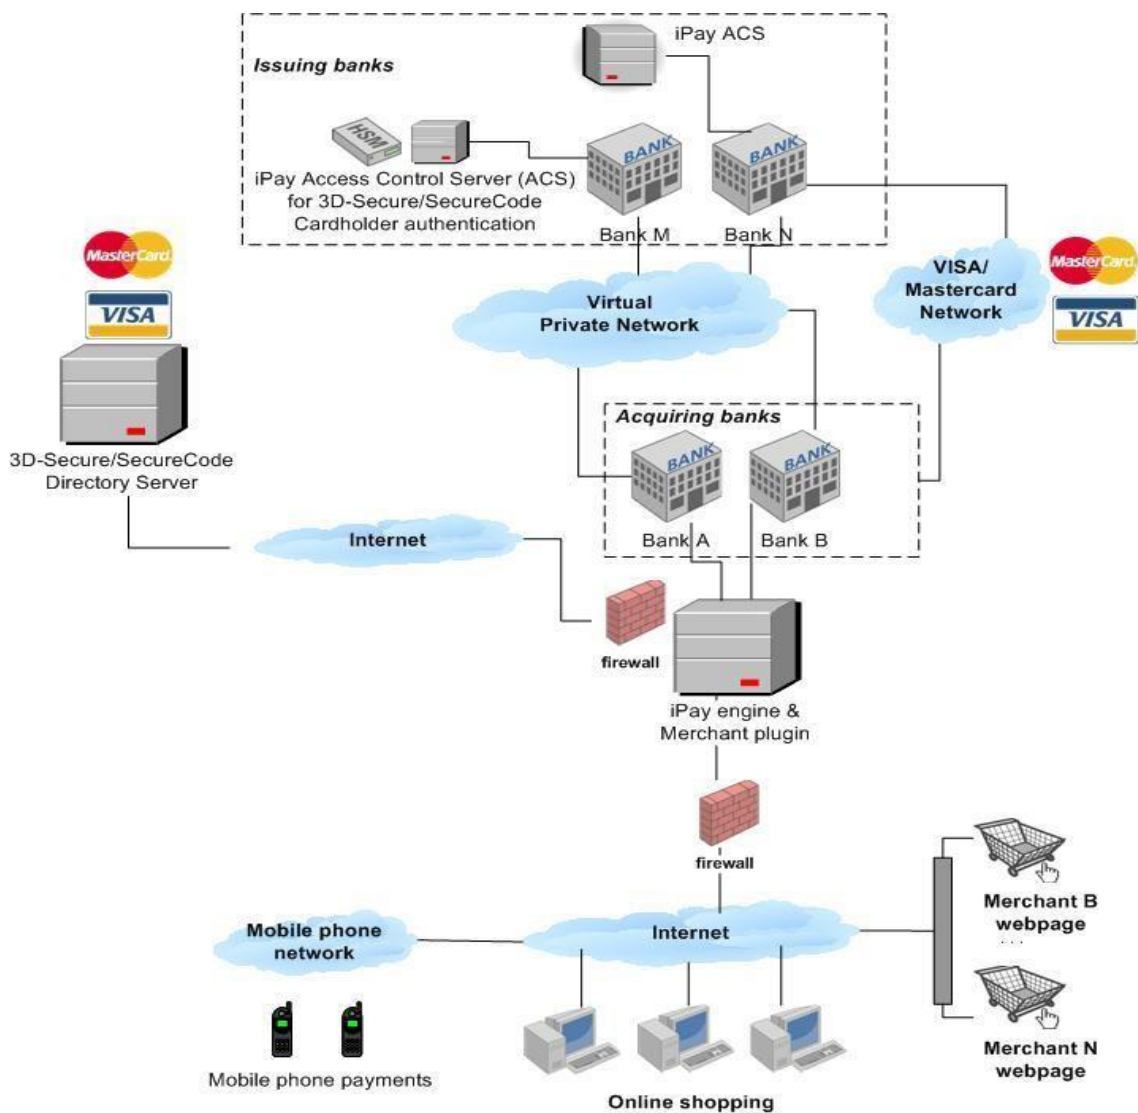 iPay ACS
Issuing banks
HSM
BANK
BANK
iPay Access Control Server (ACS)
for 3D-Secure/SecureCode
Cardholder authentication
Bank M
Bank N
MasterCard
VISA
VISA/
Mastercard
Network
MasterCard
VISA
Virtual
Private Network
Acquiring banks
BANK
BANK
3D-Secure/SecureCode
Directory Server
Internet
Bank A
Bank B
firewall
iPay engine &
Merchant plugin
firewall
Merchant B
webpage
...
Mobile phone
network
Internet
Merchant N
webpage
Mobile phone payments
Online shopping